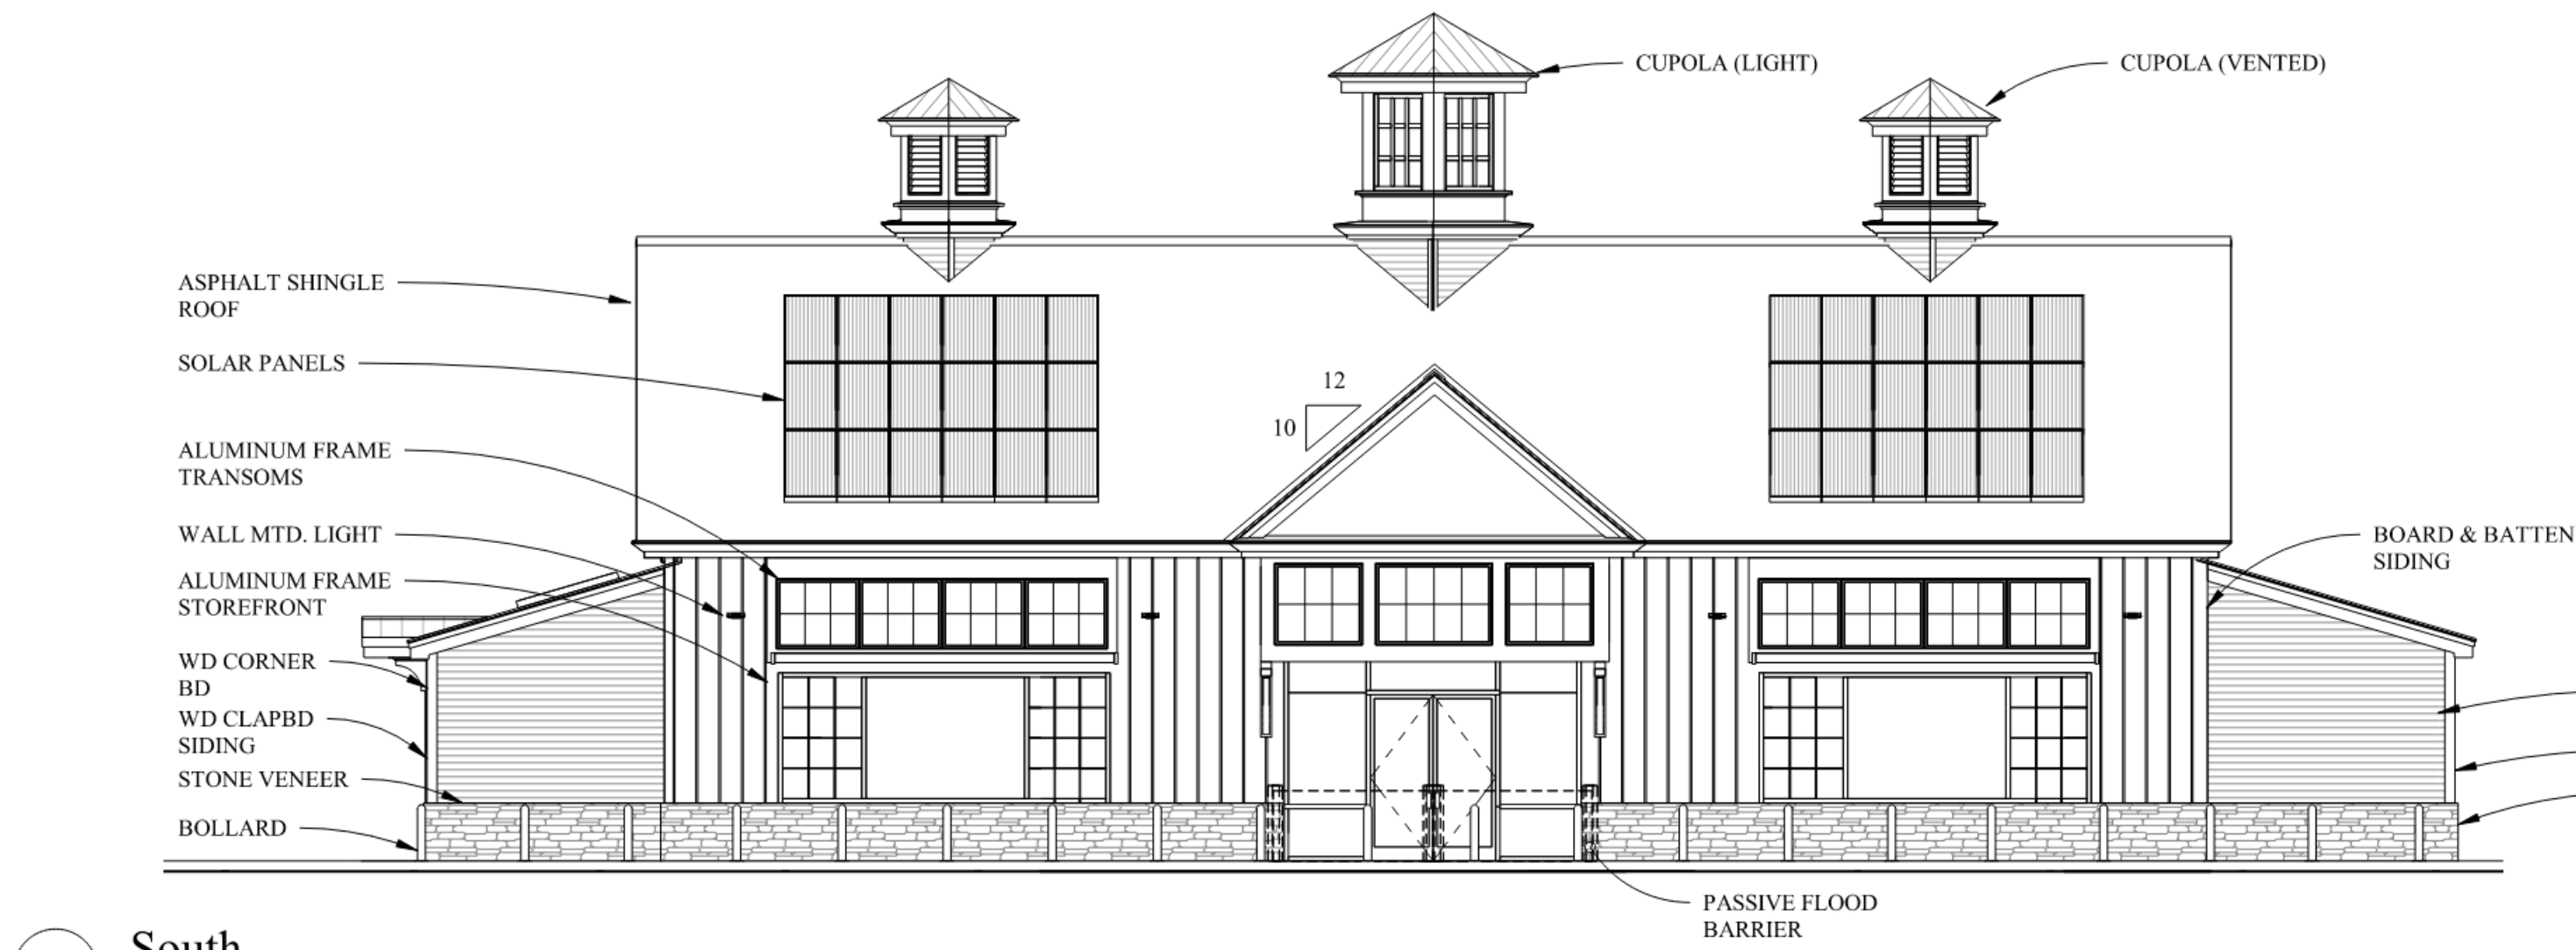 CUPOLA (LIGHT)
CUPOLA (VENTED)
ASPHALT SHINGLE
ROOF
SOLAR PANELS
12
10
ALUMINUM FRAME
TRANSOMS
WALL MTD. LIGHT
BOARD & BATTEN
SIDING
ALUMINUM FRAME
STOREFRONT
WD CORNER
BD
WD CLAPBD
SIDING
STONE VENEER
BOLLARD
PASSIVE FLOOD
BARRIER
South